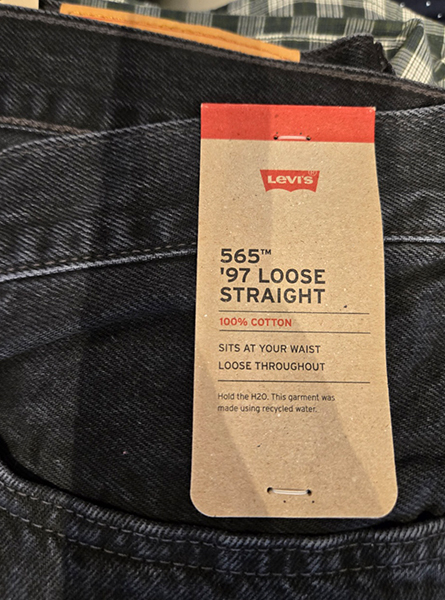 Levi's
565™
'97 LOOSE
STRAIGHT
100% COTTON
SITS AT YOUR WAIST
LOOSE THROUGHOUT
Hold the H2O. This garment was
made using recycled water.